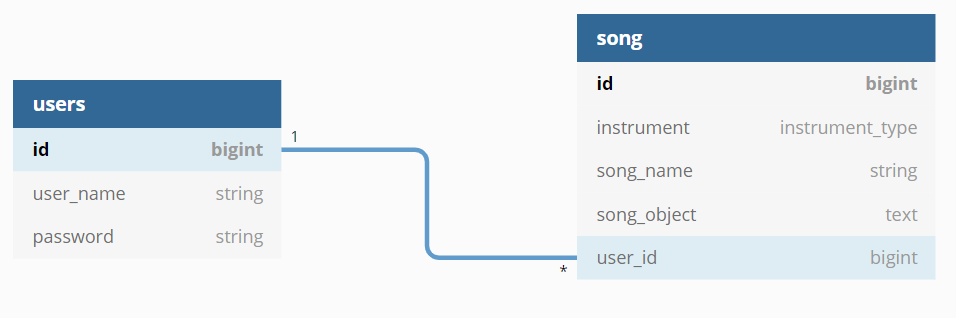 users
id bigint
user_name string
password string
1
*
song
id bigint
instrument instrument_type
song_name string
song_object text
user_id bigint